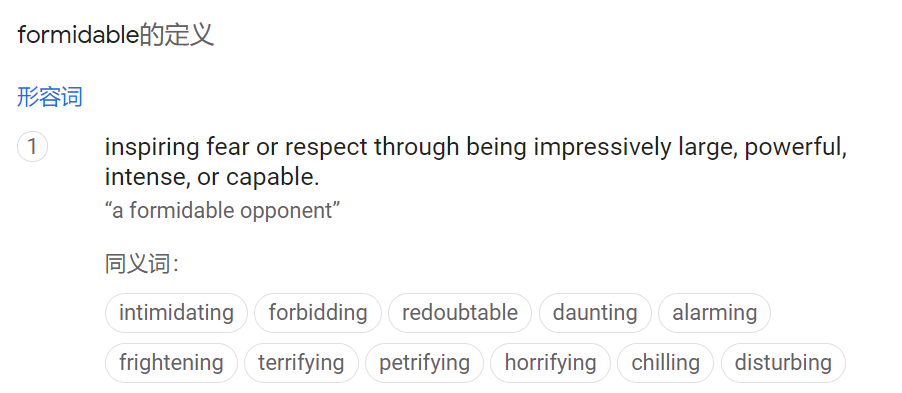 formidable的定义
形容词
1
inspiring fear or respect through being impressively large, powerful,
intense, or capable.
“a formidable opponent”
同义词：
intimidating forbidding redoubtable daunting alarming
frightening terrifying petrifying horrifying chilling disturbing